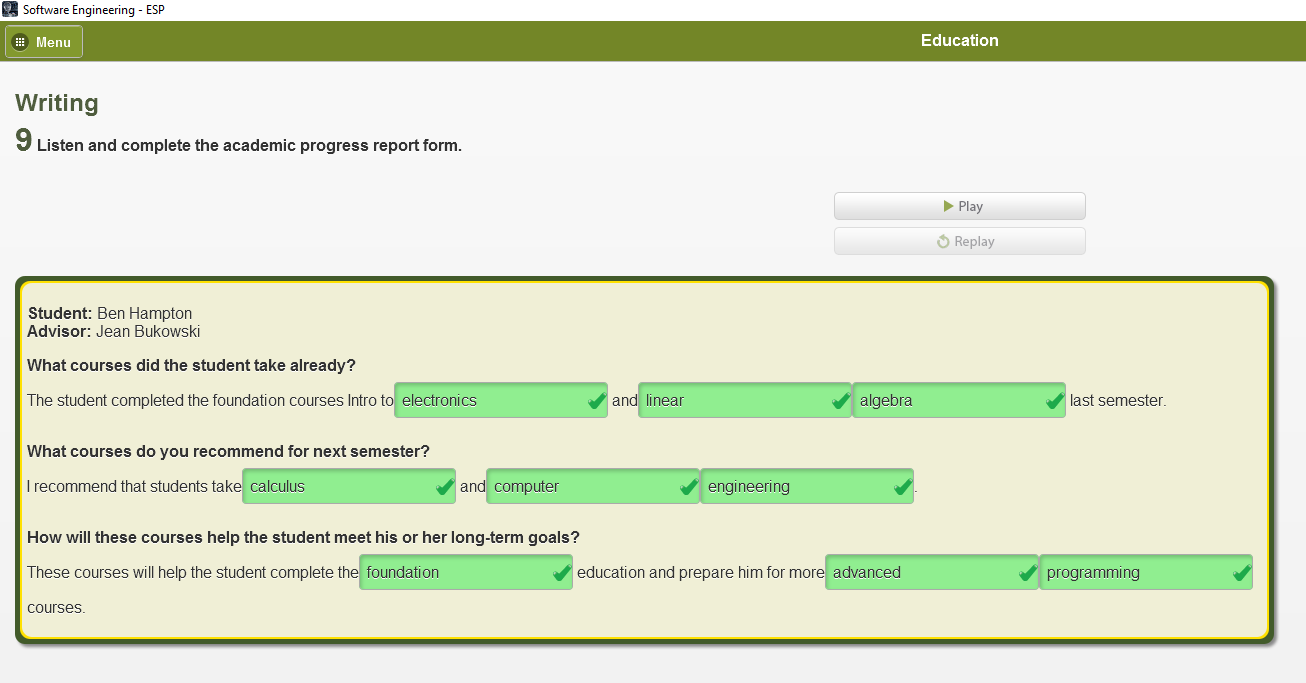 Software Engineering - ESP
Menu
Education
Writing
9 Listen and complete the academic progress report form.
Play
Replay
Student: Ben Hampton
Advisor: Jean Bukowski
What courses did the student take already?
The student completed the foundation courses Intro to electronics and linear algebra last semester.
What courses do you recommend for next semester?
I recommend that students take calculus and computer engineering.
How will these courses help the student meet his or her long-term goals?
These courses will help the student complete the foundation education and prepare him for more advanced programming
courses.